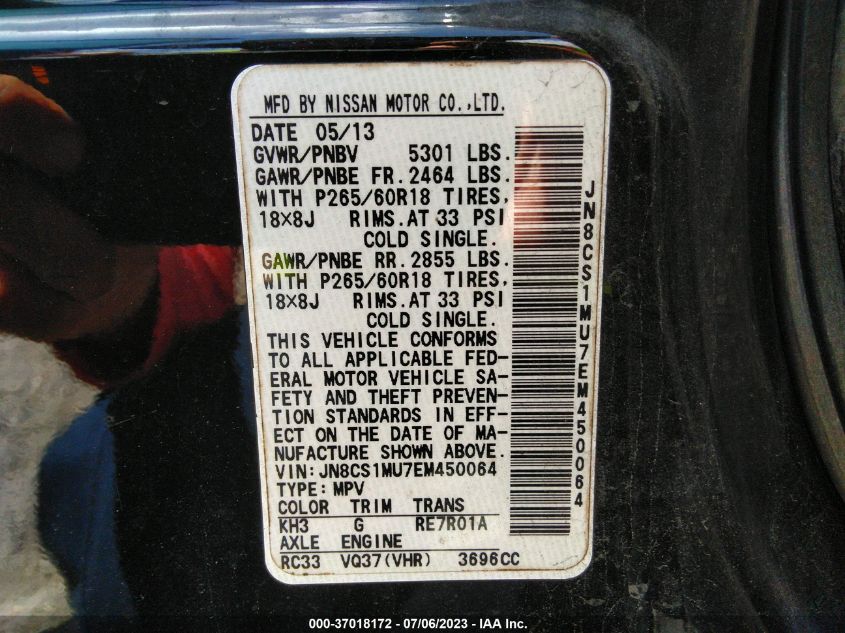 MFD BY NISSAN MOTOR CO.,LTD.
DATE 05/13
GVWR/PNBV 5301 LBS.
GAWR/PNBE FR.2464 LBS.
WITH P265/60R18 TIRES,
18×8J RIMS.AT 33 PSI
COLD SINGLE.
GAWR/PNBE RR.2855 LBS.
WITH P265/60R18 TIRES,
18×8J RIMS.AT 33 PSI
COLD SINGLE.
THIS VEHICLE CONFORMS
TO ALL APPLICABLE FED-
ERAL MOTOR VEHICLE SA-
FETY AND THEFT PREVEN-
TION STANDARDS IN EFF-
ECT ON THE DATE OF MA-
NUFACTURE SHOWN ABOVE.
VIN:JN8CS1MU7EM450064
TYPE:MPV
COLOR TRIM TRANS
KH3 G RE7R01A
AXLE ENGINE
RC33 VQ37(VHR) 3696CC
JN8CS1MU7EM450064
000-37018172 - 07/06/2023 - IAA Inc.